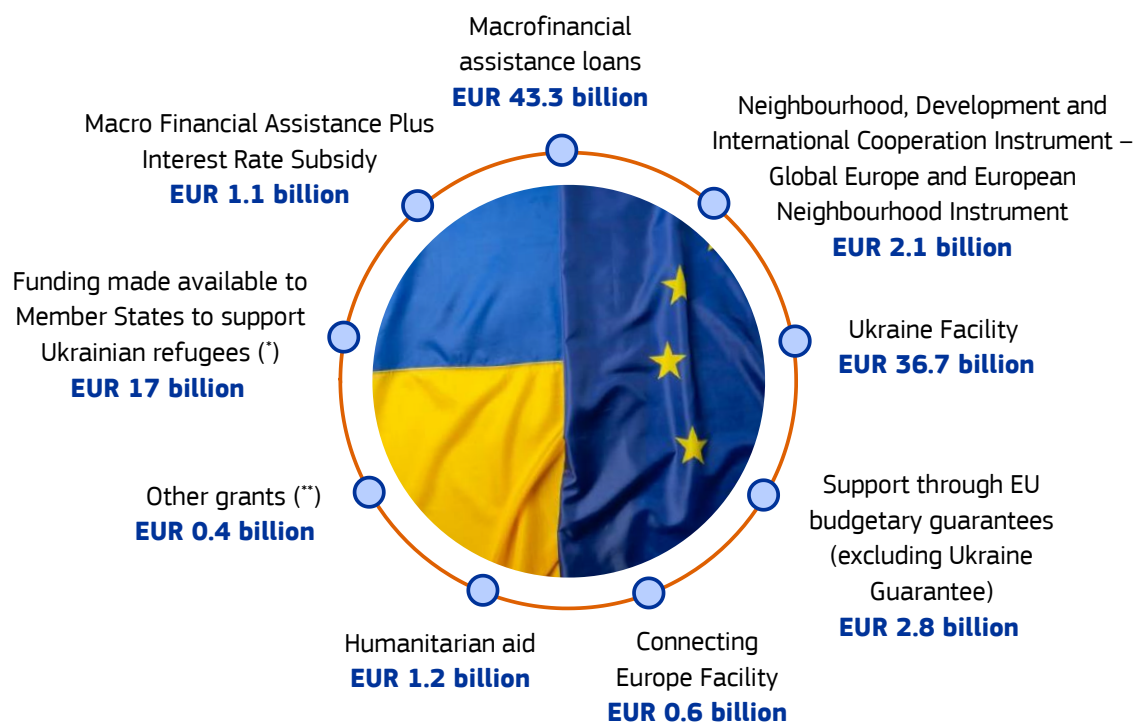 Macrofinancial
assistance loans
EUR 43.3 billion
Neighbourhood, Development and
International Cooperation Instrument –
Global Europe and European
Neighbourhood Instrument
EUR 2.1 billion
Ukraine Facility
EUR 36.7 billion
Support through EU
budgetary guarantees
(excluding Ukraine
Guarantee)
EUR 2.8 billion
Connecting
Europe Facility
EUR 0.6 billion
Humanitarian aid
EUR 1.2 billion
Other grants (**)
EUR 0.4 billion
Funding made available to
Member States to support
Ukrainian refugees (*)
EUR 17 billion
Macro Financial Assistance Plus
Interest Rate Subsidy
EUR 1.1 billion